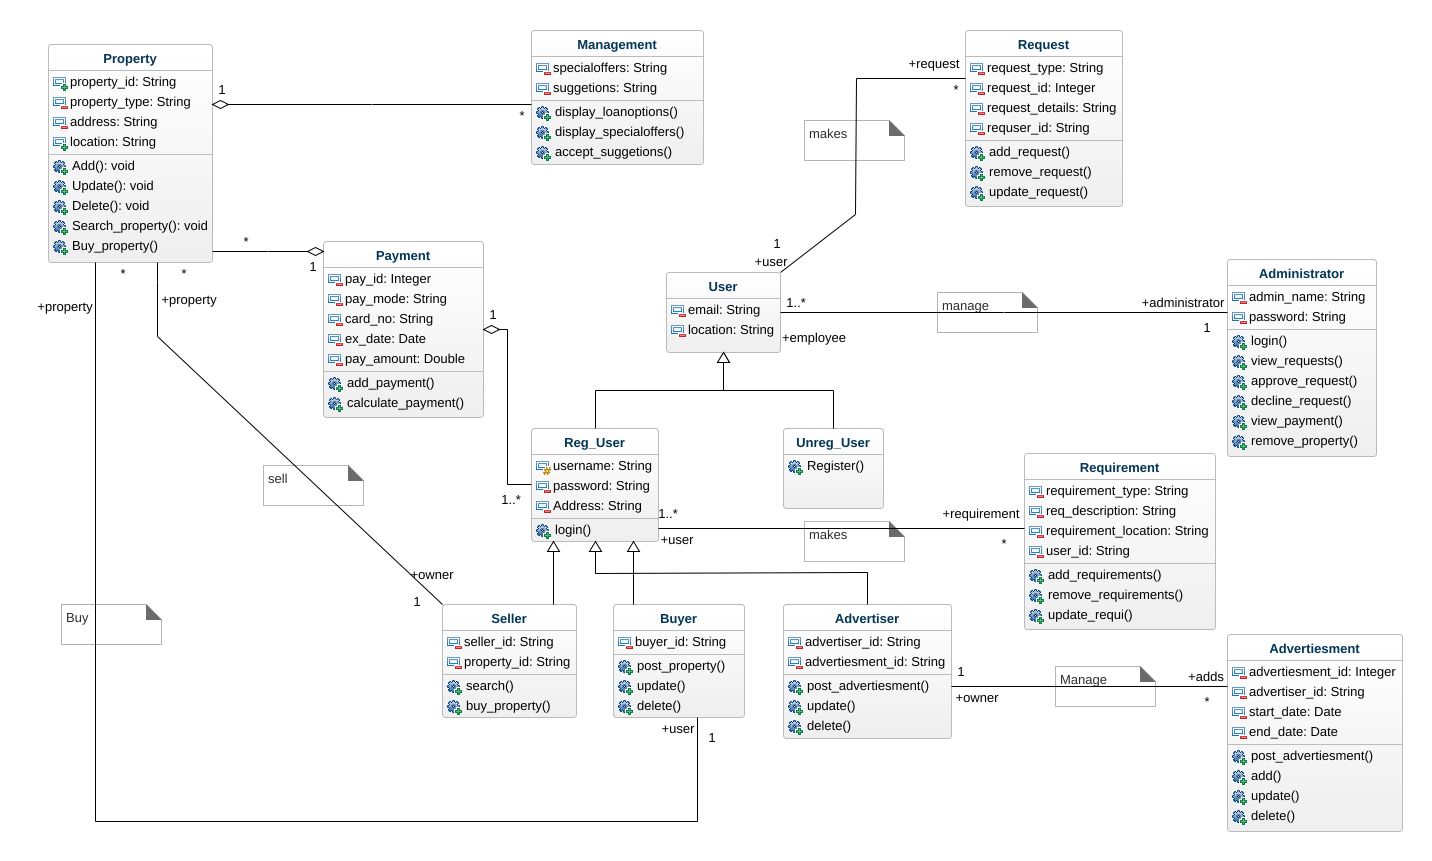 Property
property_id: String
property_type: String
address: String
location: String
Add(): void
Update(): void
Delete(): void
Search_property(): void
Buy_property()
1
*
Management
specialoffers: String
suggetions: String
display_loanoptions()
display_specialoffers()
accept_suggetions()
+request
*
makes
1
+user
Request
request_type: String
request_id: Integer
request_details: String
requser_id: String
add_request()
remove_request()
update_request()
*
1
Payment
pay_id: Integer
pay_mode: String
card_no: String
ex_date: Date
pay_amount: Double
add_payment()
calculate_payment()
1
1..*
User
email: String
location: String
1..*
+employee
manage
+administrator
1
Administrator
admin_name: String
password: String
login()
view_requests()
approve_request()
decline_request()
view_payment()
remove_property()
*
*
+property
+property
sell
+owner
1
Buy
Reg_User
username: String
password: String
Address: String
login()
Unreg_User
Register()
1..*
+user
makes
+requirement
*
Requirement
requirement_type: String
req_description: String
requirement_location: String
user_id: String
add_requirements()
remove_requirements()
update_requi()
Seller
seller_id: String
property_id: String
search()
buy_property()
Buyer
buyer_id: String
post_property()
update()
delete()
+user
1
Advertiser
advertiser_id: String
advertiesment_id: String
post_advertiesment()
update()
delete()
1
+owner
Manage
+adds
*
Advertiesment
advertiesment_id: Integer
advertiser_id: String
start_date: Date
end_date: Date
post_advertiesment()
add()
update()
delete()